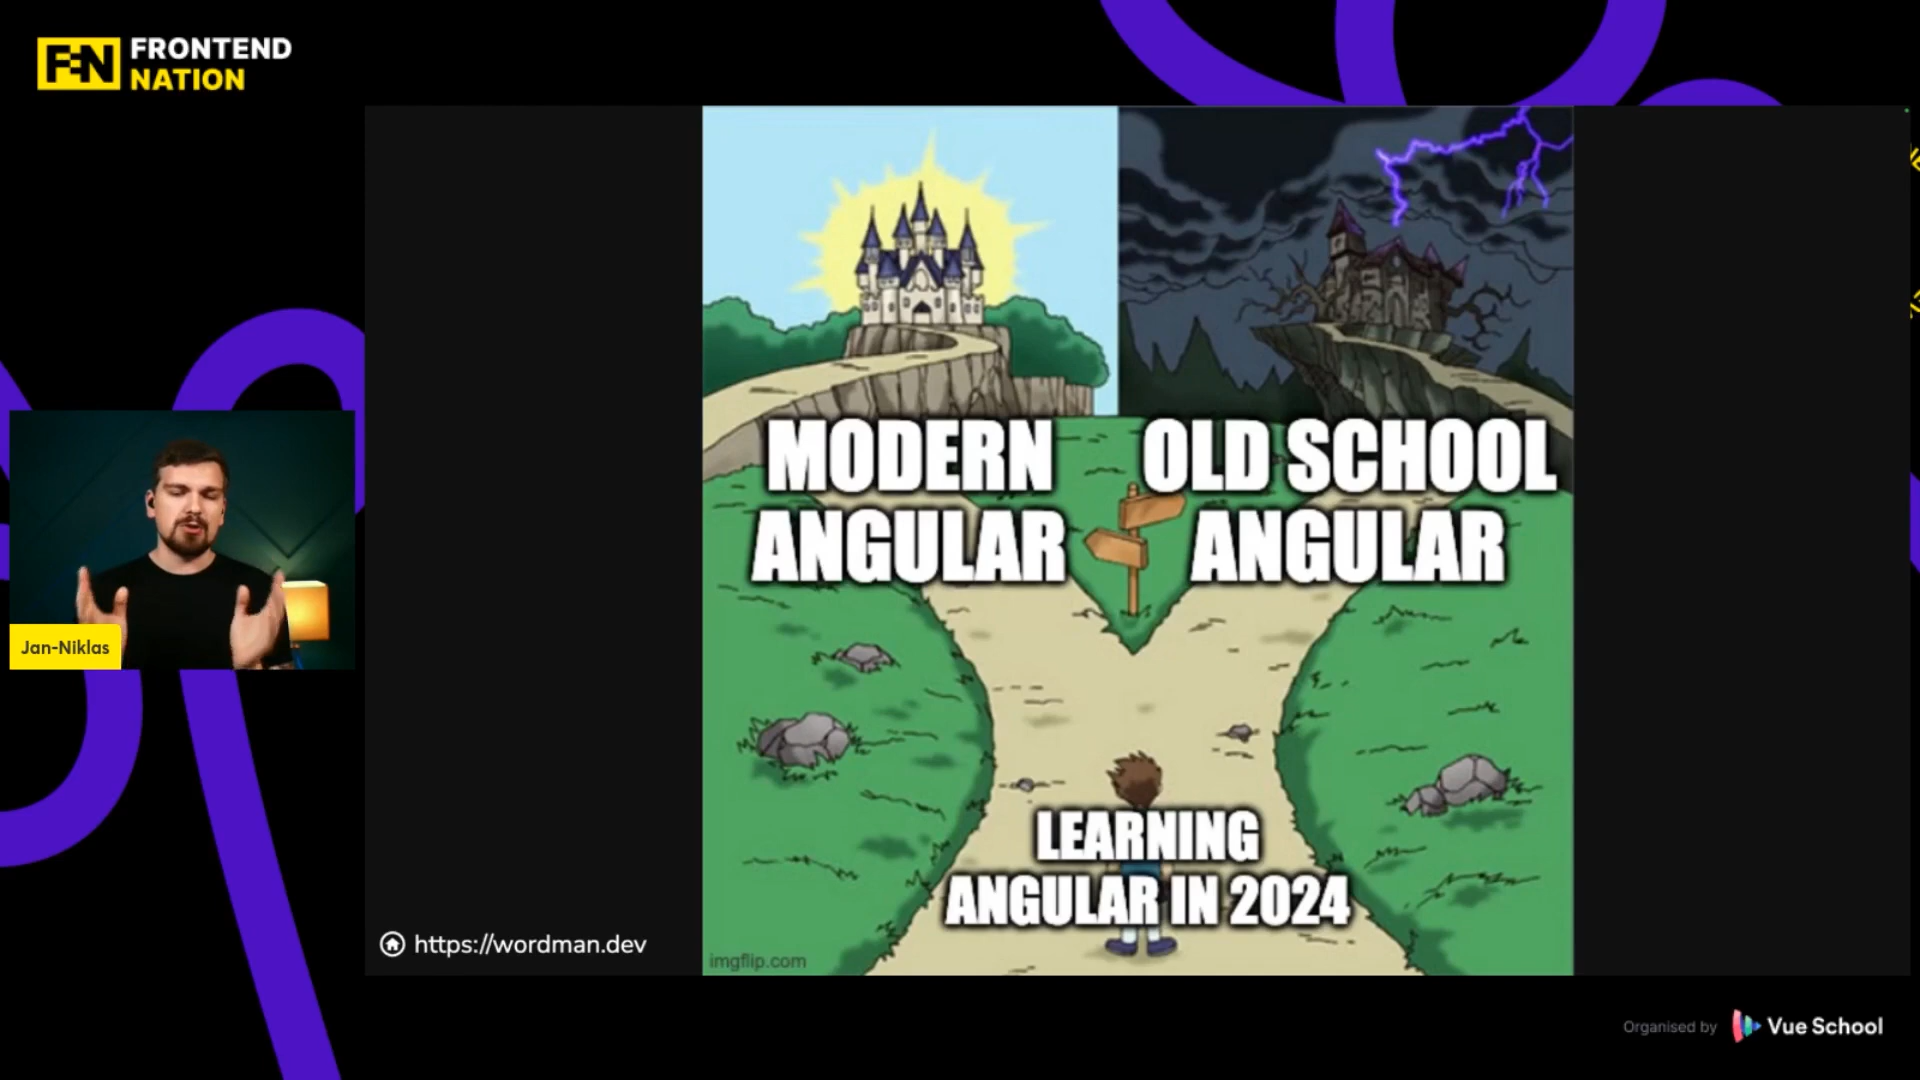 FEN
FRONTEND
NATION
MODERN
ANGULAR
OLD SCHOOL
ANGULAR
LEARNING
ANGULAR IN 2024
Jan-Niklas
https://wordman.dev
imgflip.com
Organised by
Vue School